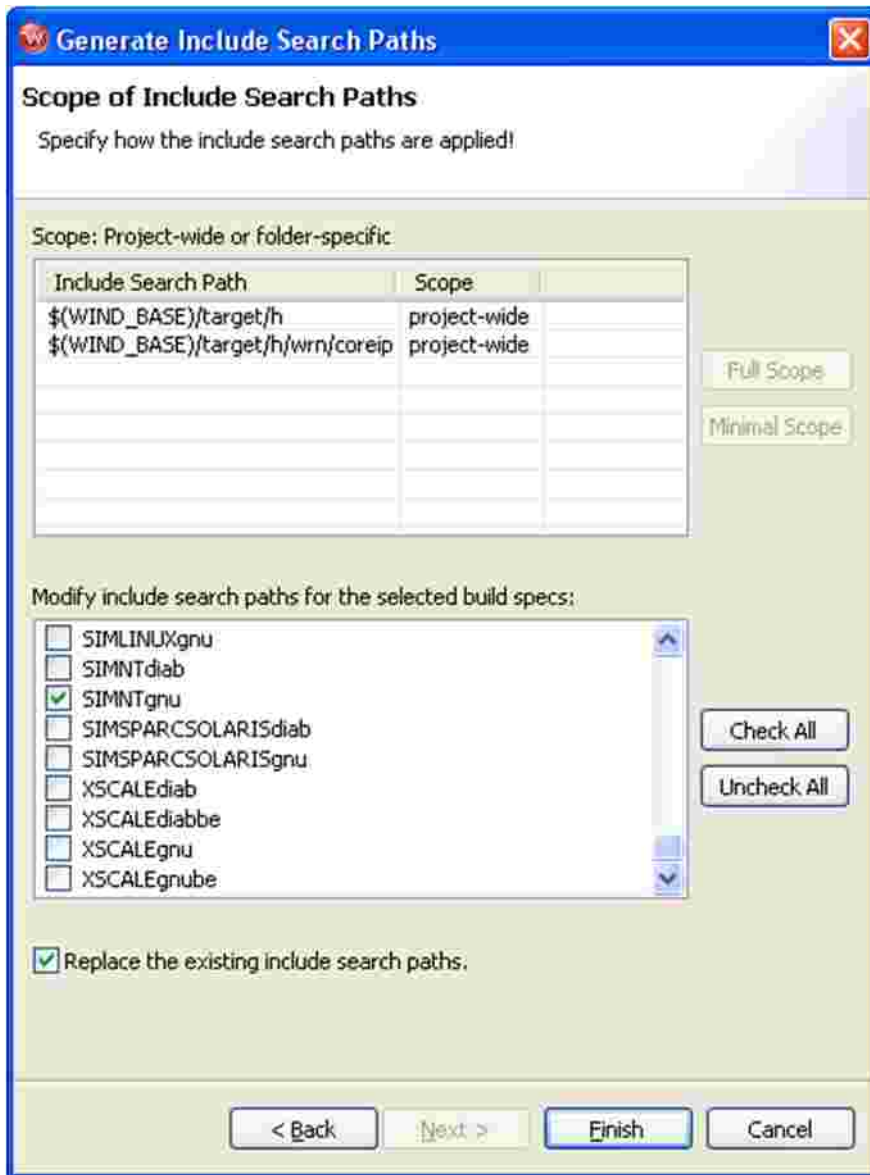 Generate Include Search Paths
Scope of Include Search Paths
Specify how the include search paths are applied!
Scope: Project-wide or folder-specific
Include Search Path Scope
$(WIND_BASE)/target/h project-wide
$(WIND_BASE)/target/h/wrn/coreip project-wide
Full Scope
Minimal Scope
Modify include search paths for the selected build specs:
SIMLINUXgnu
SIMNTdiab
SIMNTgnu
SIMSPARCSOLARISdiab
SIMSPARCSOLARISgnu
XSCALEdiab
XSCALEdiabbe
XSCALEgnu
XSCALEgnube
Check All
Uncheck All
Replace the existing include search paths.
< Back Next > Finish Cancel